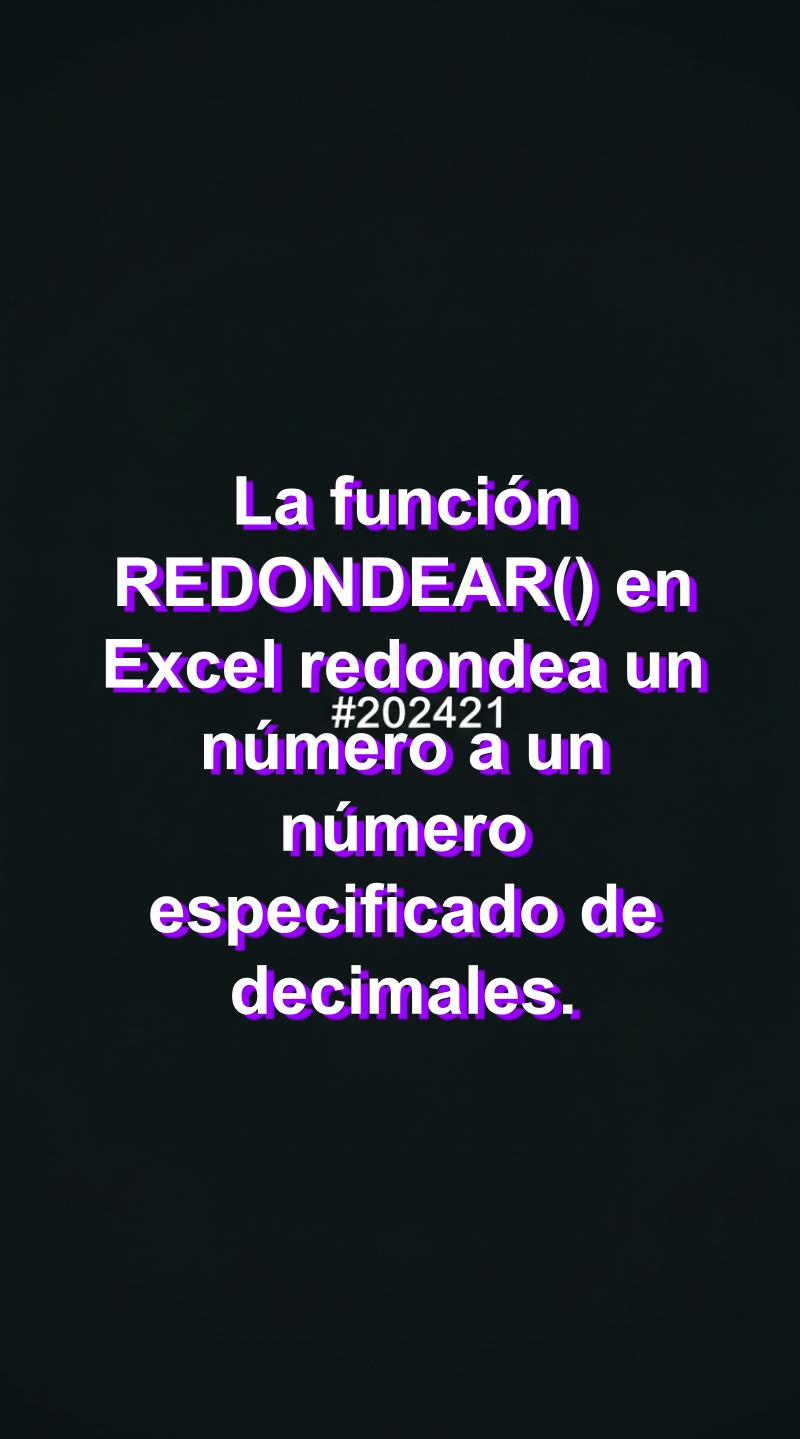 La función
REDONDEAR() en
Excel redondea un
#202421
número a un
número
especificado de
decimales.